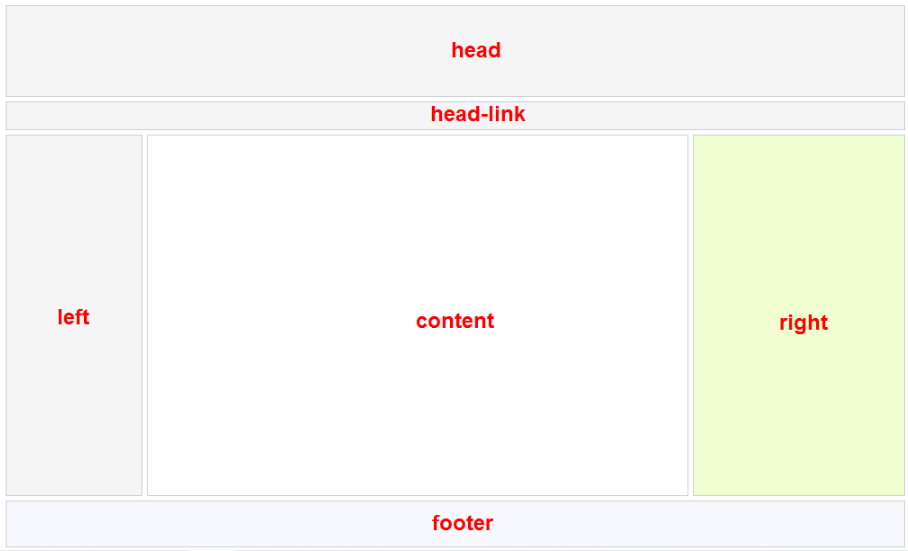 head
head-link
left
content
right
footer